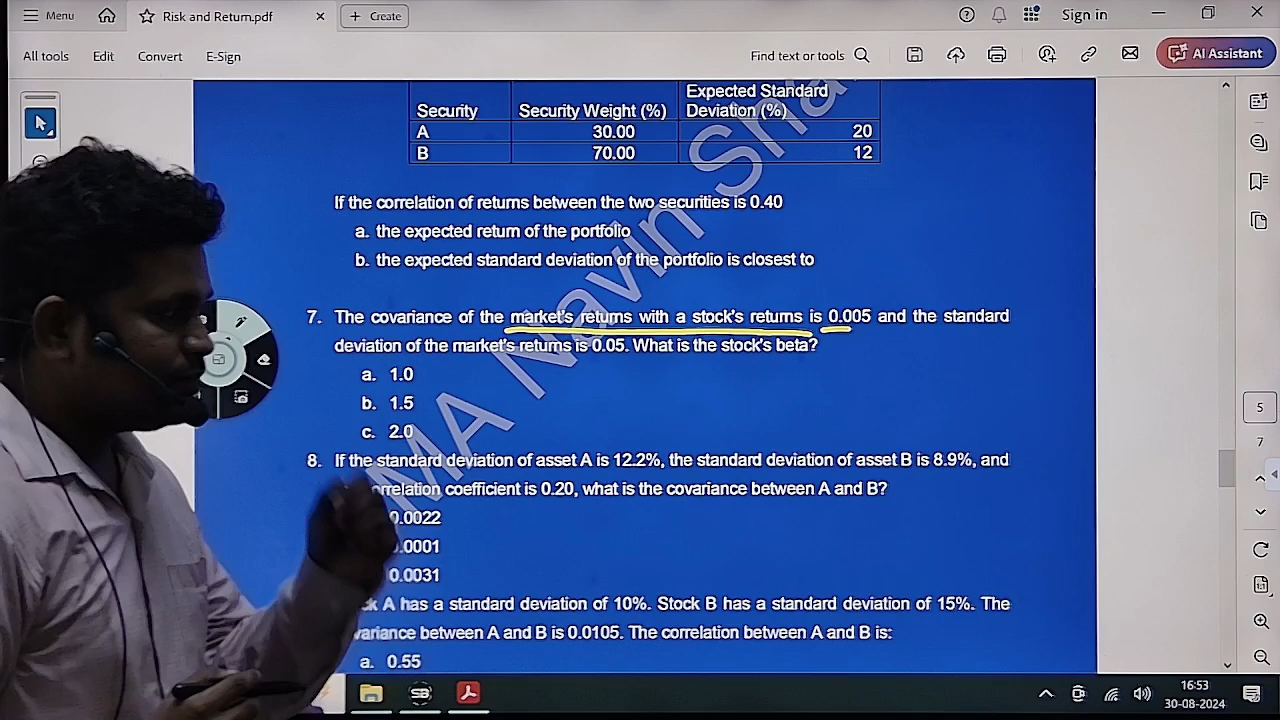 Menu
Risk and Return.pdf
Create
Sign in
All tools Edit Convert E-Sign
Find text or tools
AI Assistant
Security Security Weight (%) Expected Standard Deviation (%)
A 30.00 20
B 70.00 12
If the correlation of returns between the two securities is 0.40
a. the expected return of the portfolio
b. the expected standard deviation of the portfolio is closest to
7. The covariance of the market's returns with a stock's returns is 0.005 and the standard
deviation of the market's returns is 0.05. What is the stock's beta?
a. 1.0
b. 1.5
c. 2.0
8. If the standard deviation of asset A is 12.2%, the standard deviation of asset B is 8.9%, and
coefficient is 0.20, what is the covariance between A and B?
0.0022
.0001
0.0031
A has a standard deviation of 10%. Stock B has a standard deviation of 15%. The
between A and B is 0.0105. The correlation between A and B is:
a. 0.55
MA Navin Sha
5
7
16:53
30-08-2024